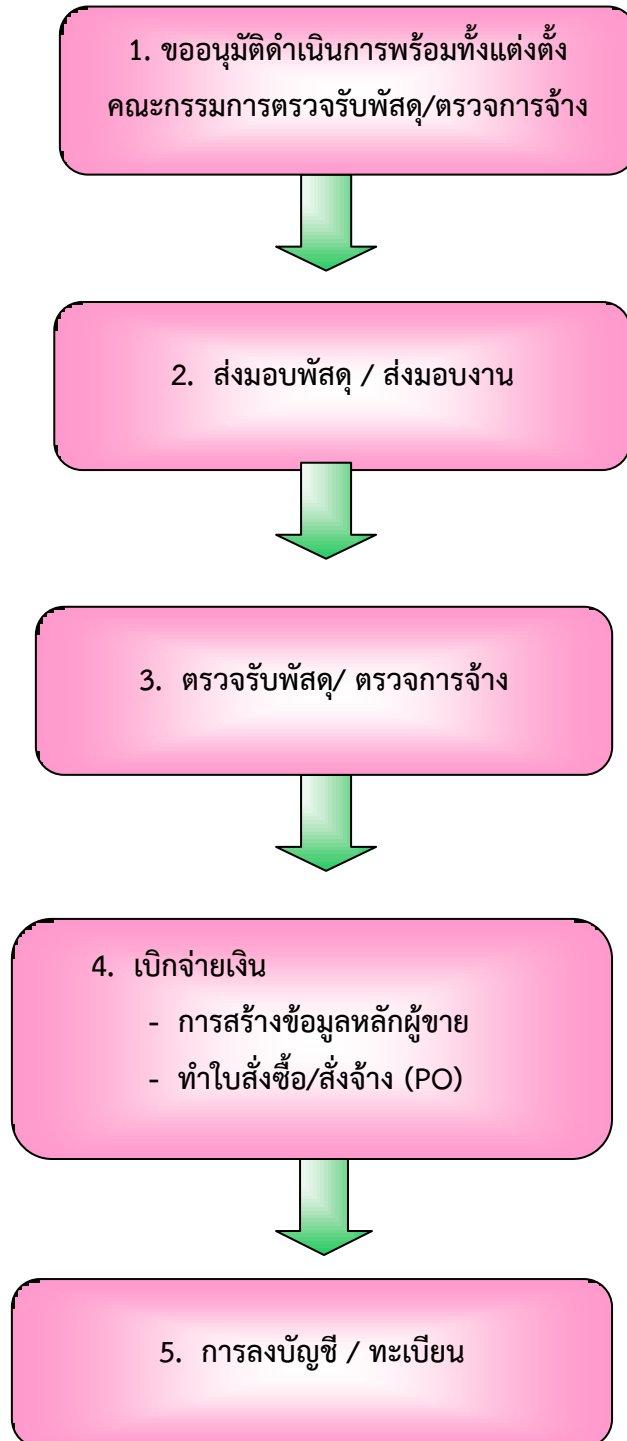 1. ขออนุมัติดำเนินการพร้อมทั้งแต่งตั้ง
คณะกรรมการตรวจรับพัสดุ/ตรวจการจ้าง
2. ส่งมอบพัสดุ / ส่งมอบงาน
3. ตรวจรับพัสดุ/ ตรวจการจ้าง
4. เบิกจ่ายเงิน
- การสร้างข้อมูลหลักผู้ขาย
- ทำใบสั่งซื้อ/สั่งจ้าง (PO)
5. การลงบัญชี / ทะเบียน